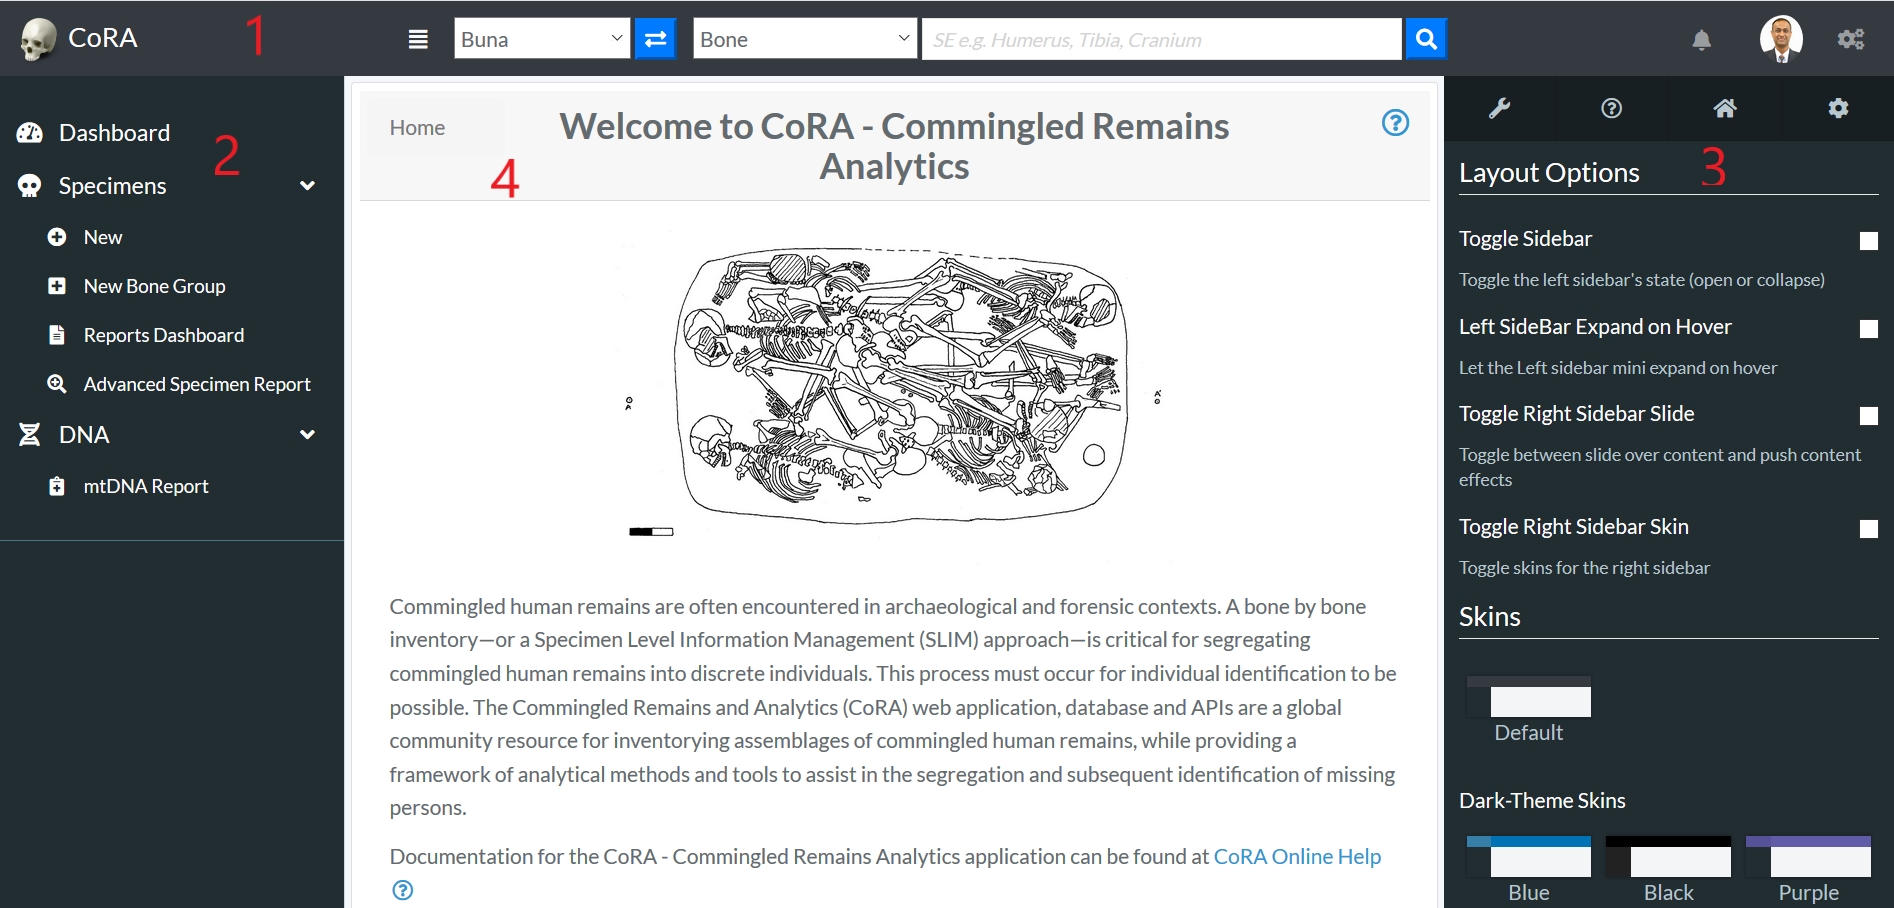 CoRA
1
Buna
Bone
SE e.g. Humerus, Tibia, Cranium
Dashboard
2
Specimens
New
New Bone Group
Reports Dashboard
Advanced Specimen Report
DNA
mtDNA Report
Home
Welcome to CoRA - Commingled Remains
Analytics
4
A
A'
Commingled human remains are often encountered in archaeological and forensic contexts. A bone by bone
inventory—or a Specimen Level Information Management (SLIM) approach—is critical for segregating
commingled human remains into discrete individuals. This process must occur for individual identification to be
possible. The Commingled Remains and Analytics (CoRA) web application, database and APIs are a global
community resource for inventorying assemblages of commingled human remains, while providing a
framework of analytical methods and tools to assist in the segregation and subsequent identification of missing
persons.
Documentation for the CoRA - Commingled Remains Analytics application can be found at CoRA Online Help
3
Layout Options
Toggle Sidebar
Toggle the left sidebar's state (open or collapse)
Left SideBar Expand on Hover
Let the Left sidebar mini expand on hover
Toggle Right Sidebar Slide
Toggle between slide over content and push content
effects
Toggle Right Sidebar Skin
Toggle skins for the right sidebar
Skins
Default
Dark-Theme Skins
Blue
Black
Purple